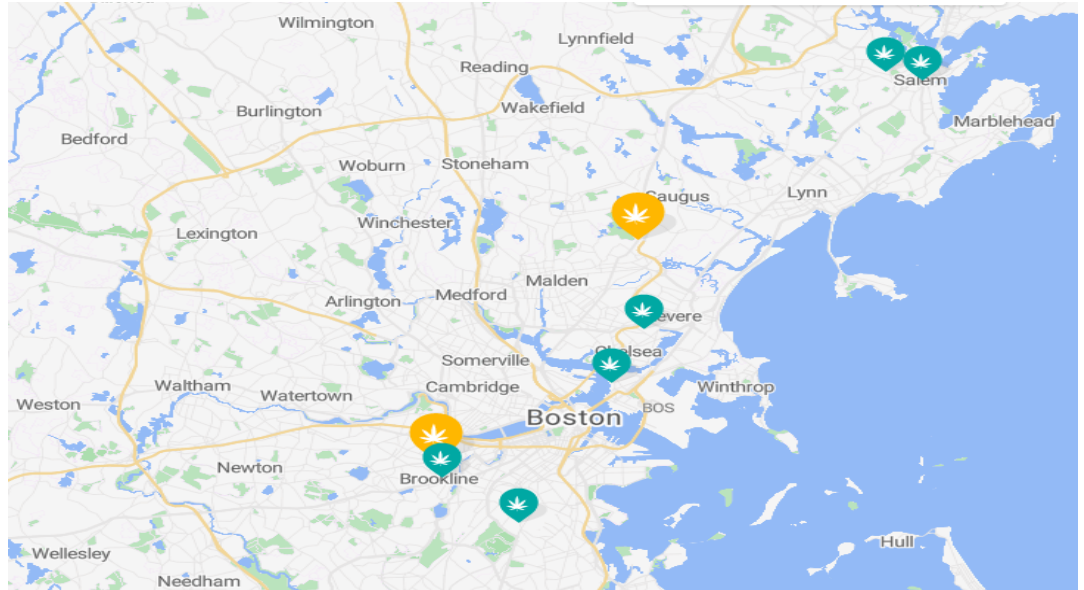 Wilmington
Lynnfield
Reading
Salem
Burlington
Wakefield
Marblehead
Bedford
Woburn
Stoneham
Saugus
Lynn
Winchester
Lexington
Malden
Medford
Arlington
evere
Chelsea
Somerville
Waltham
Cambridge
Winthrop
Watertown
Weston
BOS
Boston
Newton
Brookline
Hull
Wellesley
Needham